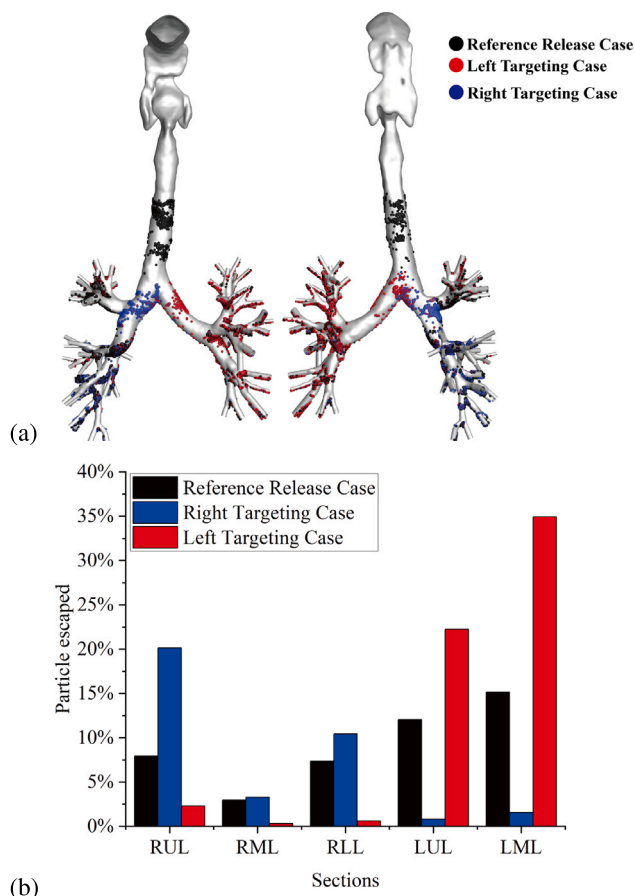 Reference Release Case
Left Targeting Case
Right Targeting Case
(a)
40%
35%
30%
25%
20%
15%
10%
5%
0%
Particle escaped
Reference Release Case
Right Targeting Case
Left Targeting Case
RUL RML RLL LUL LML
Sections
(b)